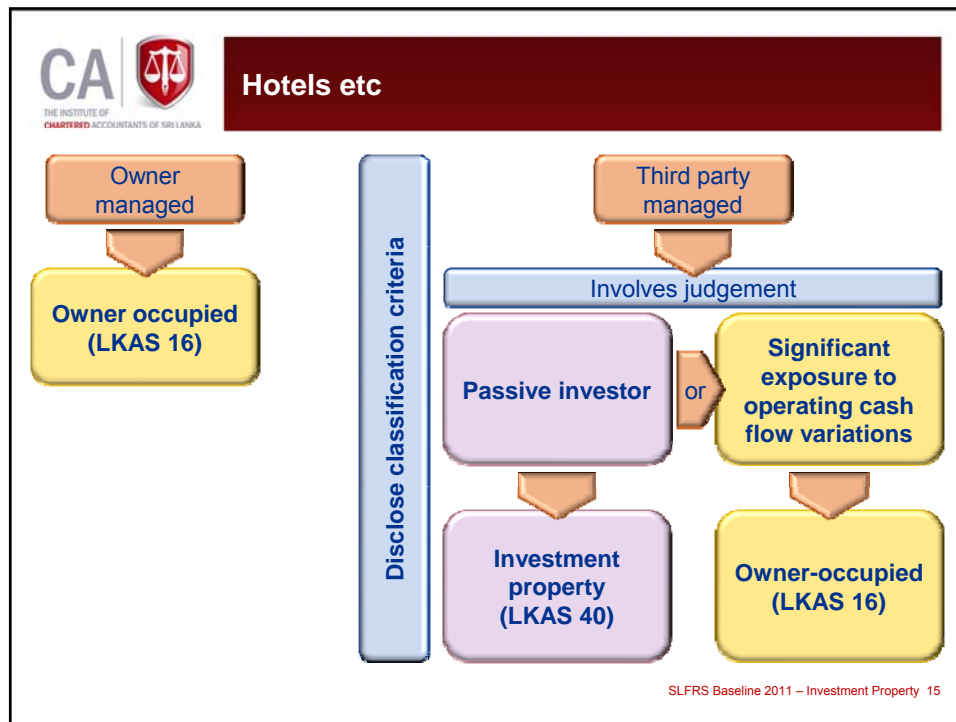 CA
THE INSTITUTE OF
CHARTERED ACCOUNTANTS OF SRI LANKA
Hotels etc
Owner
managed
Owner occupied
(LKAS 16)
Disclose classification criteria
Third party
managed
Involves judgement
Passive investor
or
Significant
exposure to
operating cash
flow variations
Investment
property
(LKAS 40)
Owner-occupied
(LKAS 16)
SLFRS Baseline 2011 – Investment Property 15